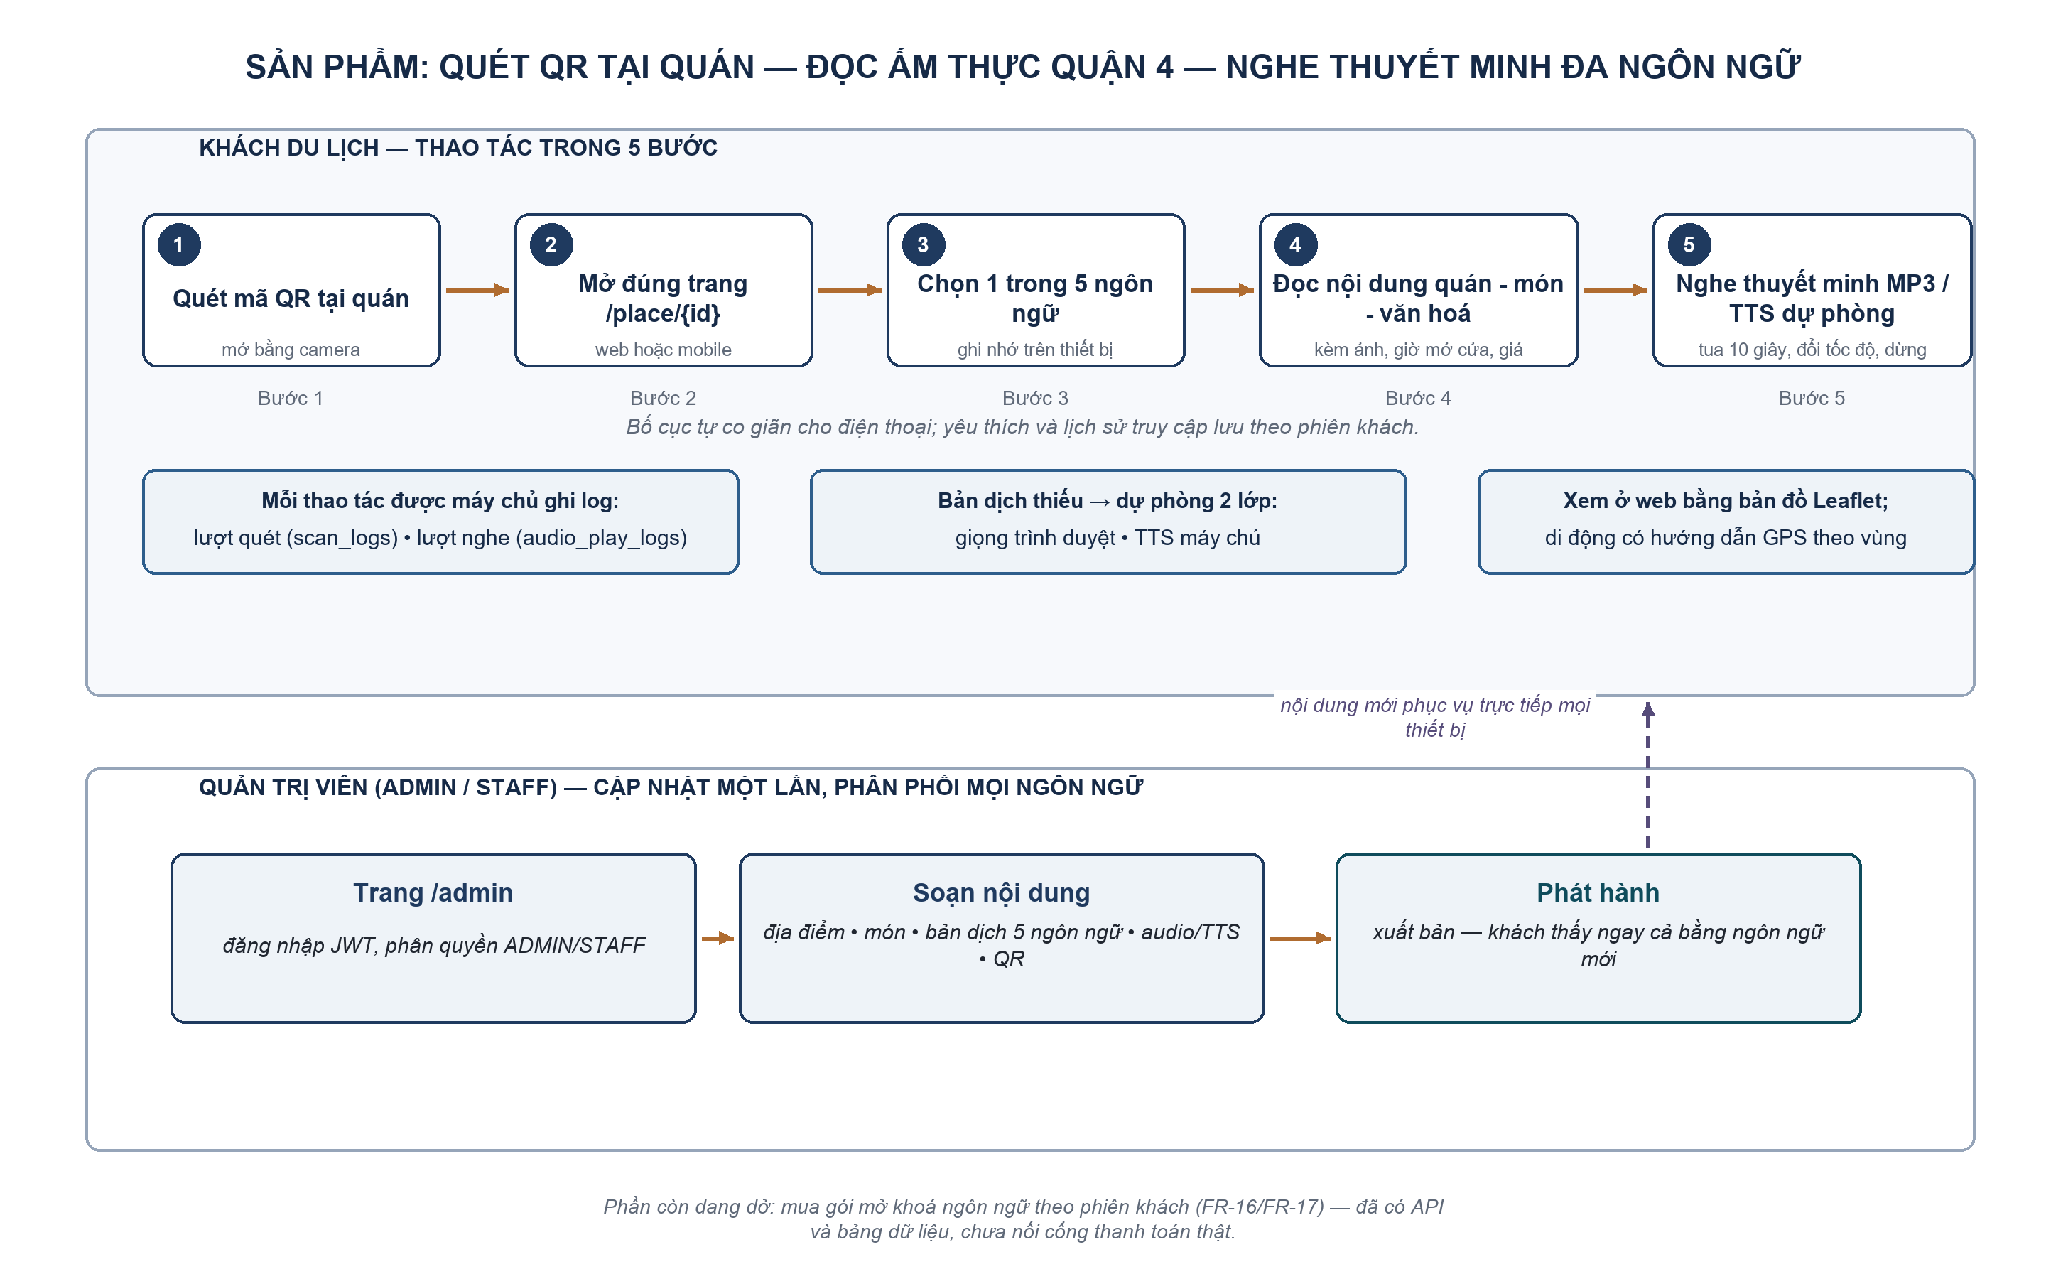 SẢN PHẨM: QUÉT QR TẠI QUÁN — ĐỌC ẨM THỰC QUẬN 4 — NGHE THUYẾT MINH ĐA NGÔN NGỮ
KHÁCH DU LỊCH — THAO TÁC TRONG 5 BƯỚC
1
Quét mã QR tại quán
mở bằng camera
Bước 1
2
Mở đúng trang
/place/{id}
web hoặc mobile
Bước 2
3
Chọn 1 trong 5 ngôn
ngữ
ghi nhớ trên thiết bị
Bước 3
4
Đọc nội dung quán - món
- văn hoá
kèm ảnh, giờ mở cửa, giá
Bước 4
5
Nghe thuyết minh MP3 /
TTS dự phòng
tua 10 giây, đổi tốc độ, dừng
Bước 5
Bố cục tự co giãn cho điện thoại; yêu thích và lịch sử truy cập lưu theo phiên khách.
Mỗi thao tác được máy chủ ghi log:
lượt quét (scan_logs) • lượt nghe (audio_play_logs)
Bản dịch thiếu → dự phòng 2 lớp:
giọng trình duyệt • TTS máy chủ
Xem ở web bằng bản đồ Leaflet;
di động có hướng dẫn GPS theo vùng
nội dung mới phục vụ trực tiếp mọi
thiết bị
QUẢN TRỊ VIÊN (ADMIN / STAFF) — CẬP NHẬT MỘT LẦN, PHÂN PHỐI MỌI NGÔN NGỮ
Trang /admin
đăng nhập JWT, phân quyền ADMIN/STAFF
Soạn nội dung
địa điểm • món • bản dịch 5 ngôn ngữ • audio/TTS
• QR
Phát hành
xuất bản — khách thấy ngay cả bằng ngôn ngữ
mới
Phần còn dang dở: mua gói mở khoá ngôn ngữ theo phiên khách (FR-16/FR-17) — đã có API
và bảng dữ liệu, chưa nối cổng thanh toán thật.